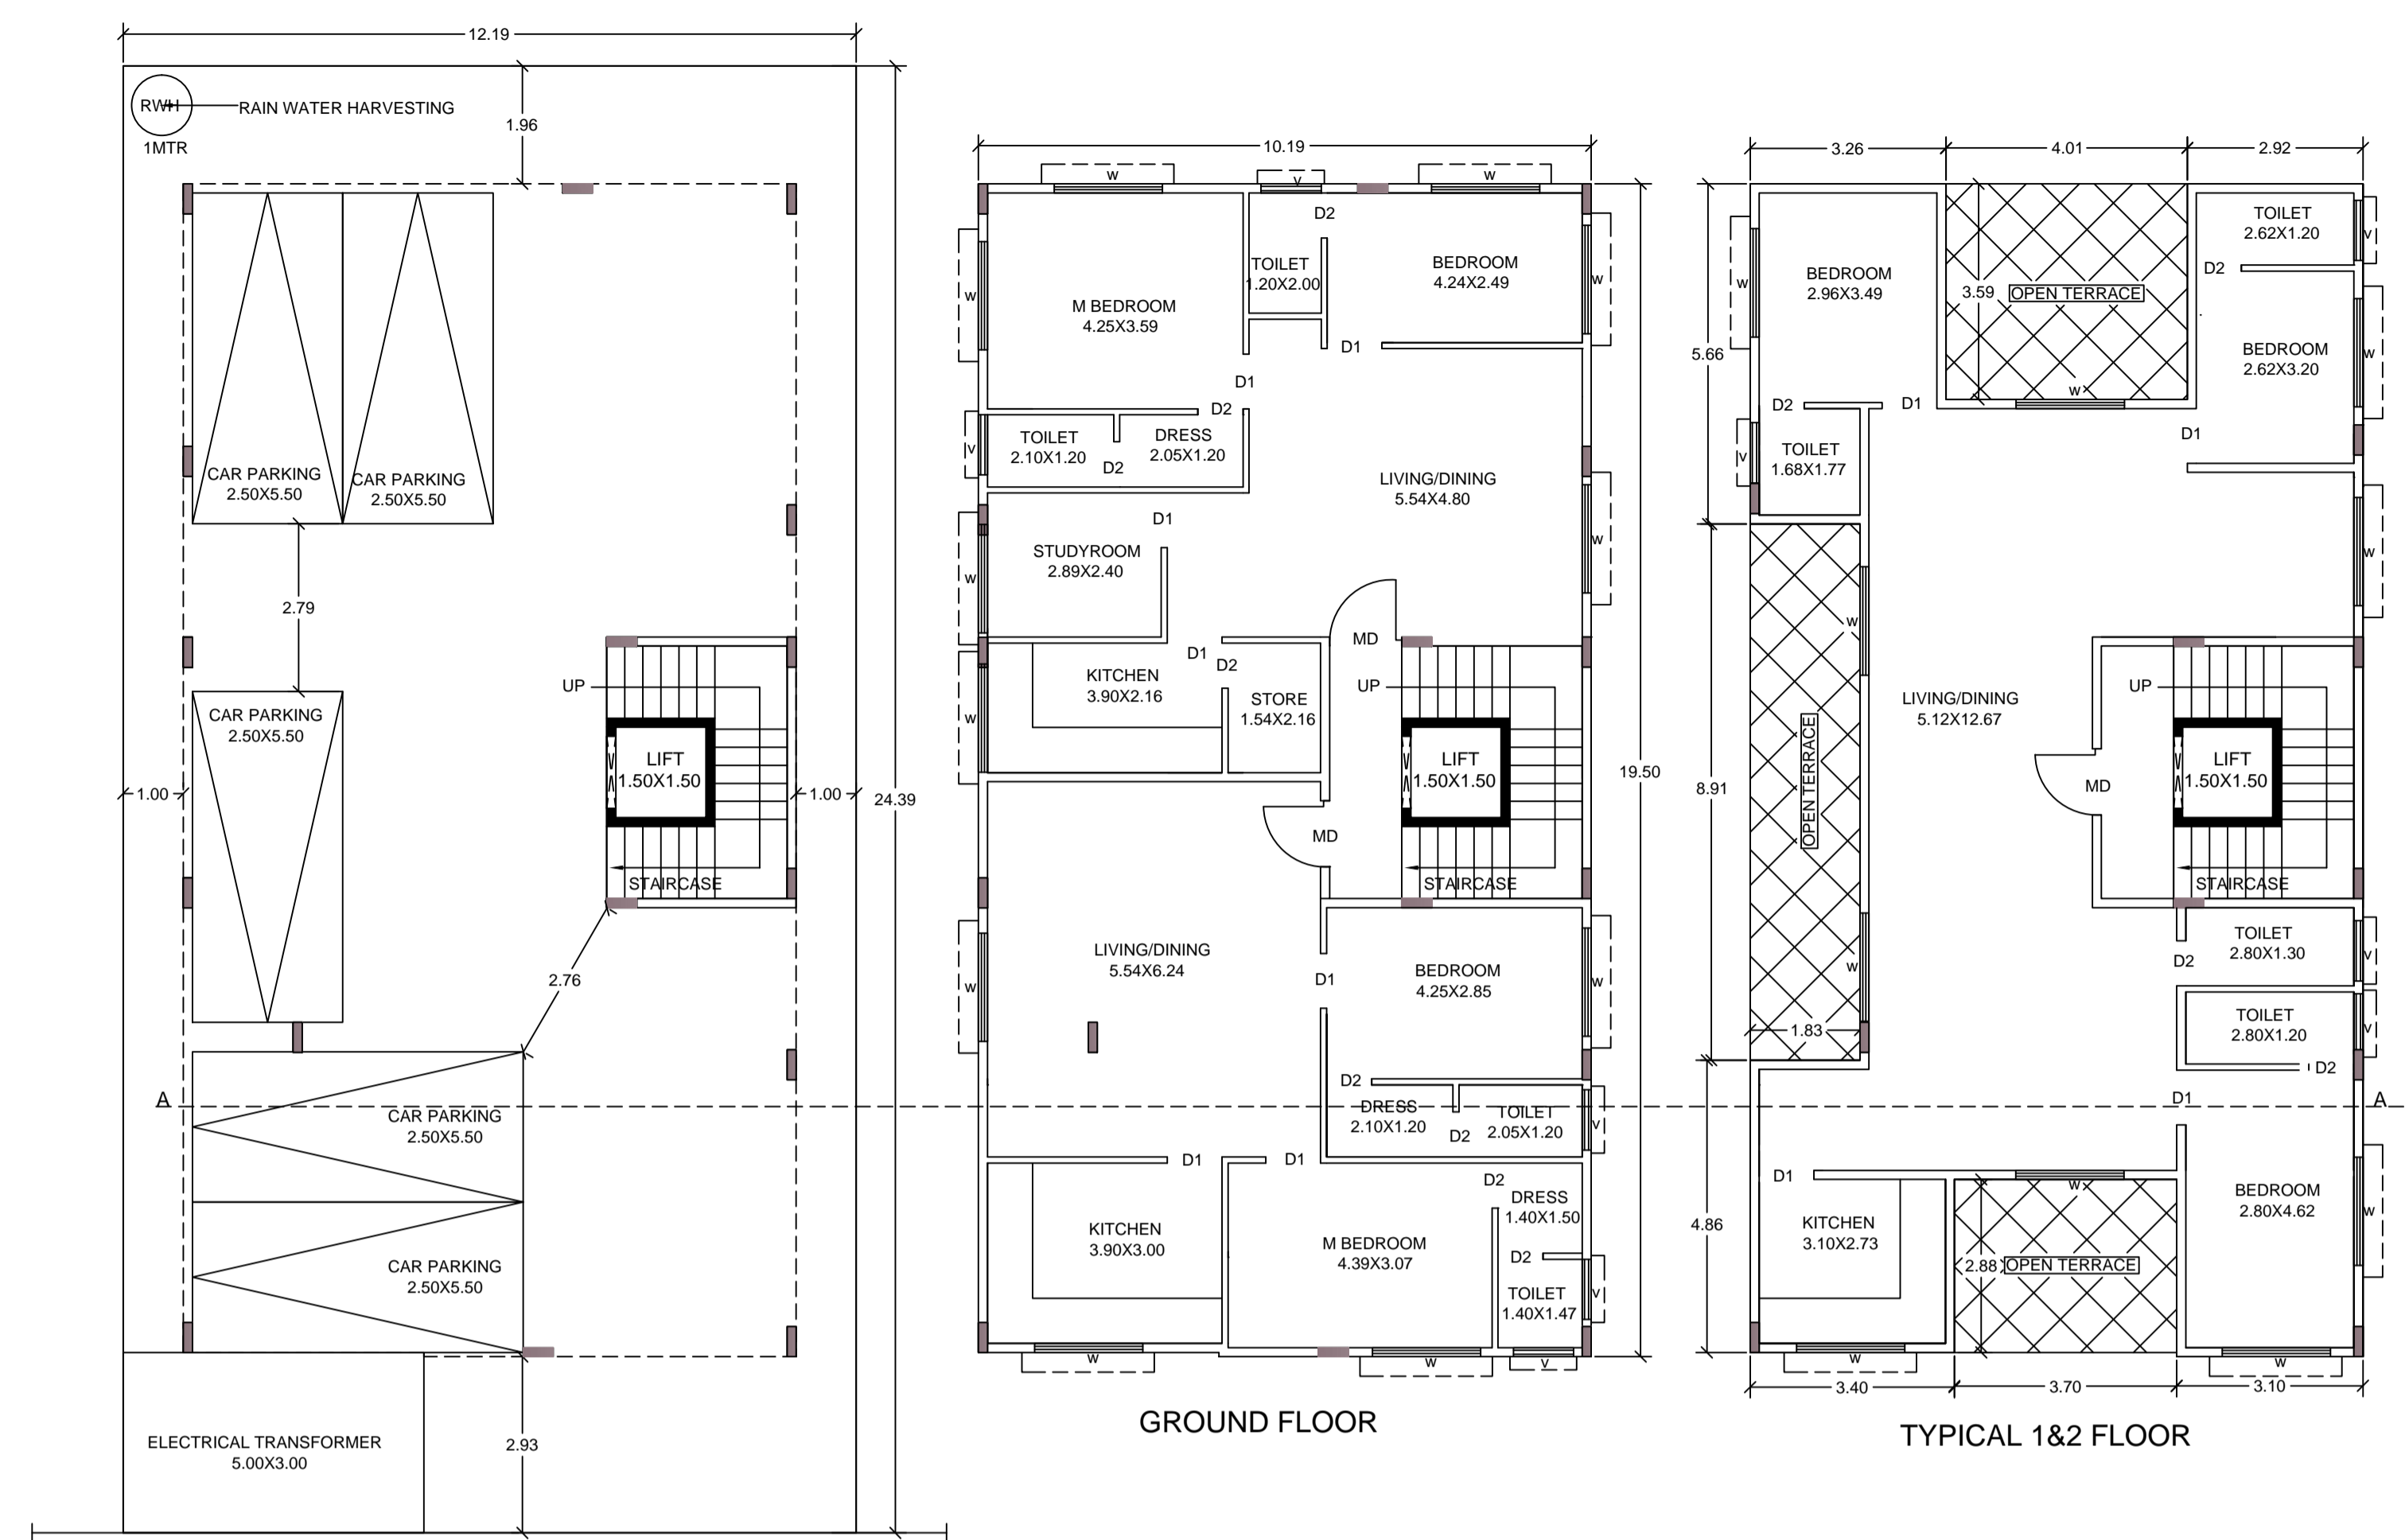 12.19
RWH
RAIN WATER HARVESTING
1MTR
1.96
CAR PARKING
2.50X5.50
CAR PARKING
2.50X5.50
2.79
CAR PARKING
2.50X5.50
UP
LIFT
1.50X1.50
STAIRCASE
1.00
1.00
24.39
2.76
A
CAR PARKING
2.50X5.50
CAR PARKING
2.50X5.50
ELECTRICAL TRANSFORMER
5.00X3.00
2.93
10.19
W
V
W
D2
W
M BEDROOM
4.25X3.59
TOILET
1.20X2.00
BEDROOM
4.24X2.49
W
D1
D1
D2
V
TOILET
2.10X1.20
D2
DRESS
2.05X1.20
LIVING/DINING
5.54X4.80
W
D1
W
STUDYROOM
2.89X2.40
MD
D1
D2
W
KITCHEN
3.90X2.16
STORE
1.54X2.16
UP
LIFT
1.50X1.50
19.50
MD
STAIRCASE
W
LIVING/DINING
5.54X6.24
D1
BEDROOM
4.25X2.85
W
D2
DRESS
2.10X1.20
D2
TOILET
2.05X1.20
V
D1
D1
D2
KITCHEN
3.90X3.00
M BEDROOM
4.39X3.07
DRESS
1.40X1.50
D2
TOILET
1.40X1.47
V
W
W
V
GROUND FLOOR
3.26
4.01
2.92
W
BEDROOM
2.96X3.49
3.59
OPEN TERRACE
TOILET
2.62X1.20
V
D2
BEDROOM
2.62X3.20
W
5.66
W
D2
D1
D1
V
TOILET
1.68X1.77
W
W
LIVING/DINING
5.12X12.67
UP
LIFT
1.50X1.50
MD
STAIRCASE
8.91
OPEN TERRACE
W
1.83
D2
TOILET
2.80X1.30
V
TOILET
2.80X1.20
V
D2
D1
A
D1
W
4.86
KITCHEN
3.10X2.73
2.88
OPEN TERRACE
BEDROOM
2.80X4.62
W
W
W
3.40
3.70
3.10
TYPICAL 1&2 FLOOR